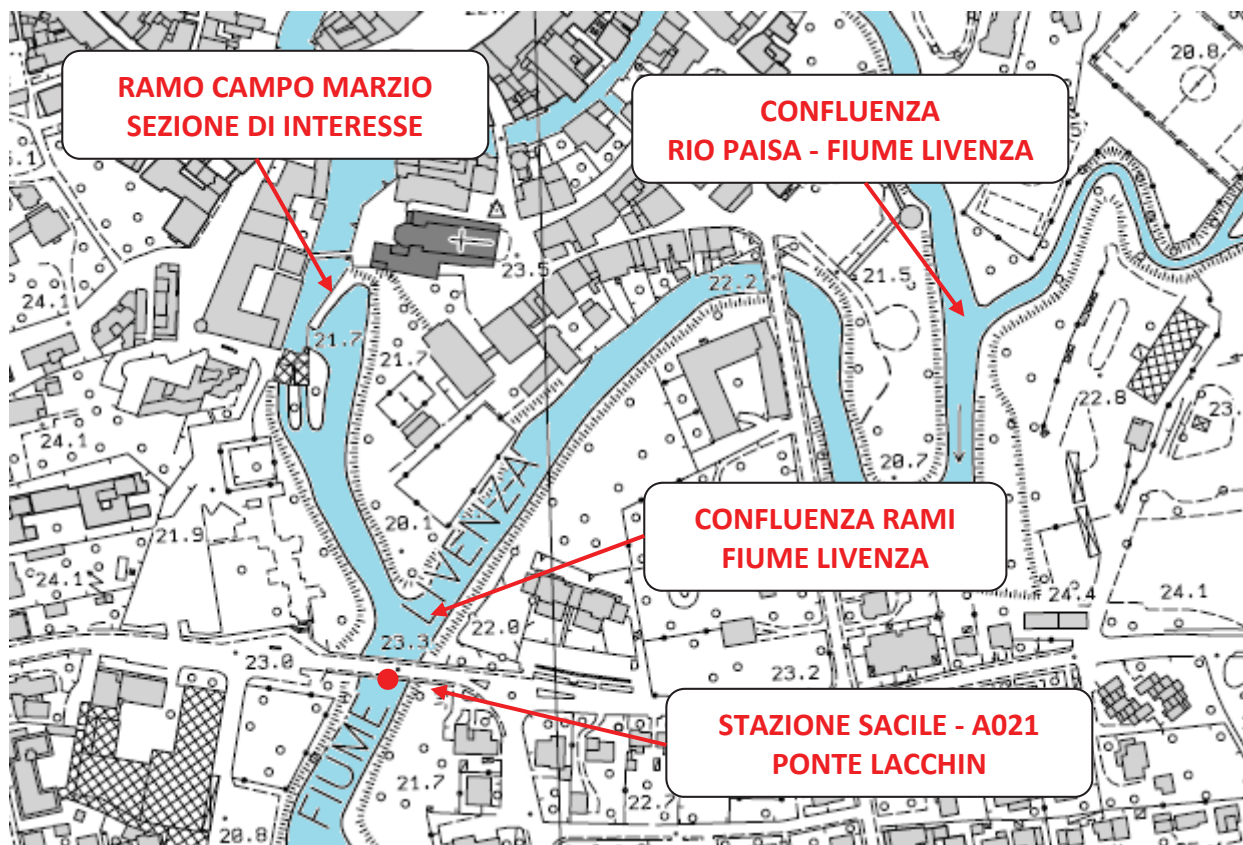 20.8
RAMO CAMPO MARZIO
SEZIONE DI INTERESSE
CONFLUENZA
RIO PAISA - FIUME LIVENZA
23.5
24.1
21.5
22.2
21.7
21.7
22.8
24.1
20.7
LIVENZA
CONFLUENZA RAMI
FIUME LIVENZA
20.1
21.9
24.1
24.4
24.1
23.3
22.0
23.0
23.2
STAZIONE SACILE - A021
PONTE LACCHIN
FIUME
21.7
22.7
20.8